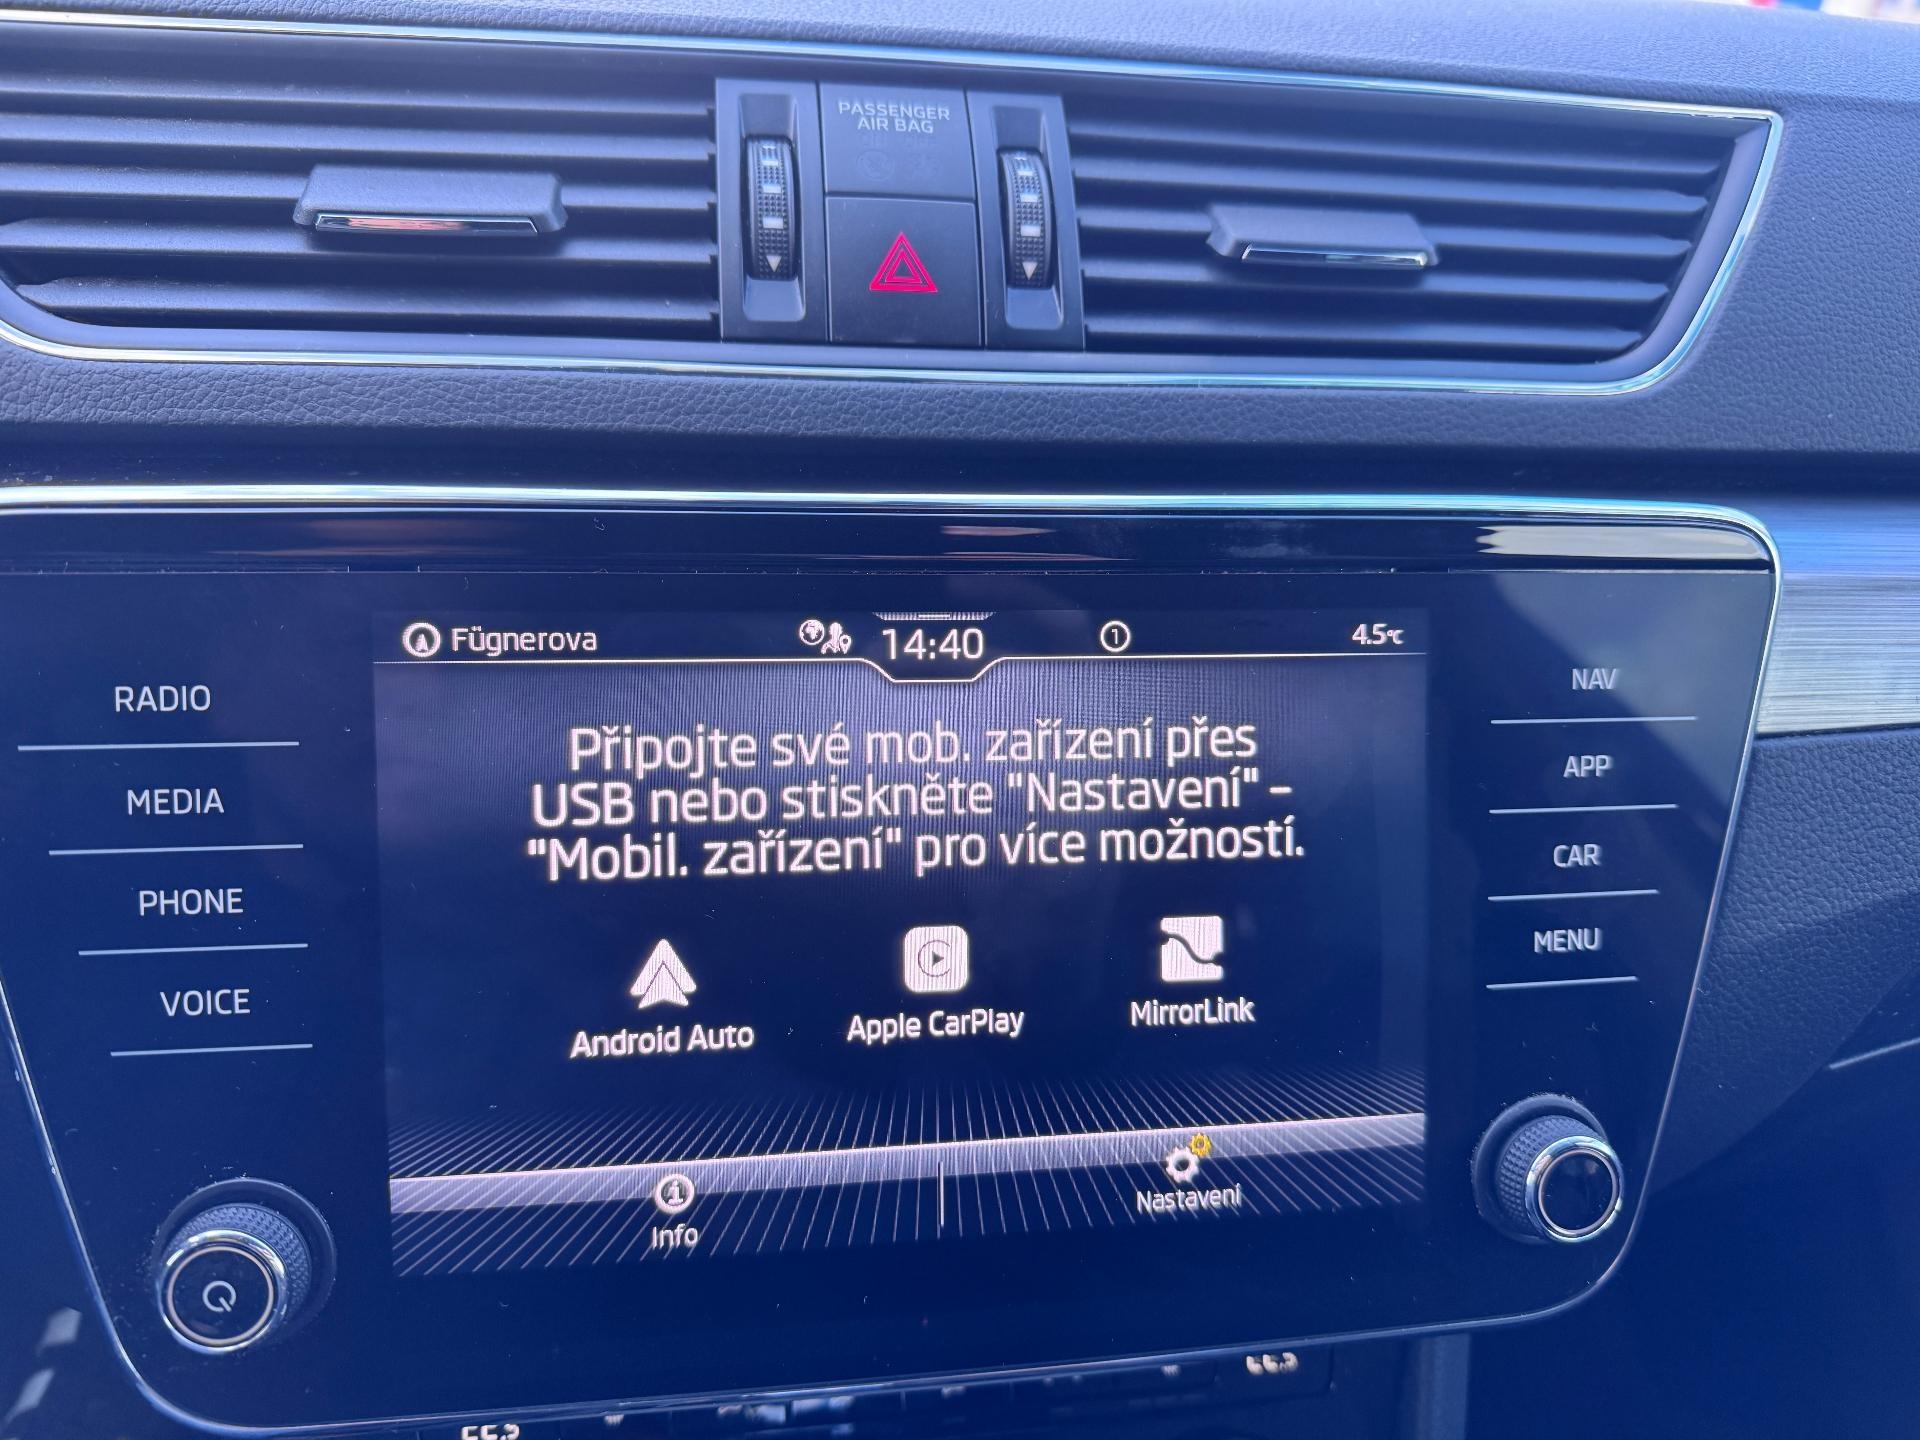 PASSENGER
AIR BAG
Fügnerova
14:40
1
4.5°C
RADIO
MEDIA
PHONE
VOICE
Připojte své mob. zařízení přes
USB nebo stiskněte "Nastavení" –
"Mobil. zařízení" pro více možností.
Android Auto
Apple CarPlay
MirrorLink
Info
Nastavení
NAV
APP
CAR
MENU